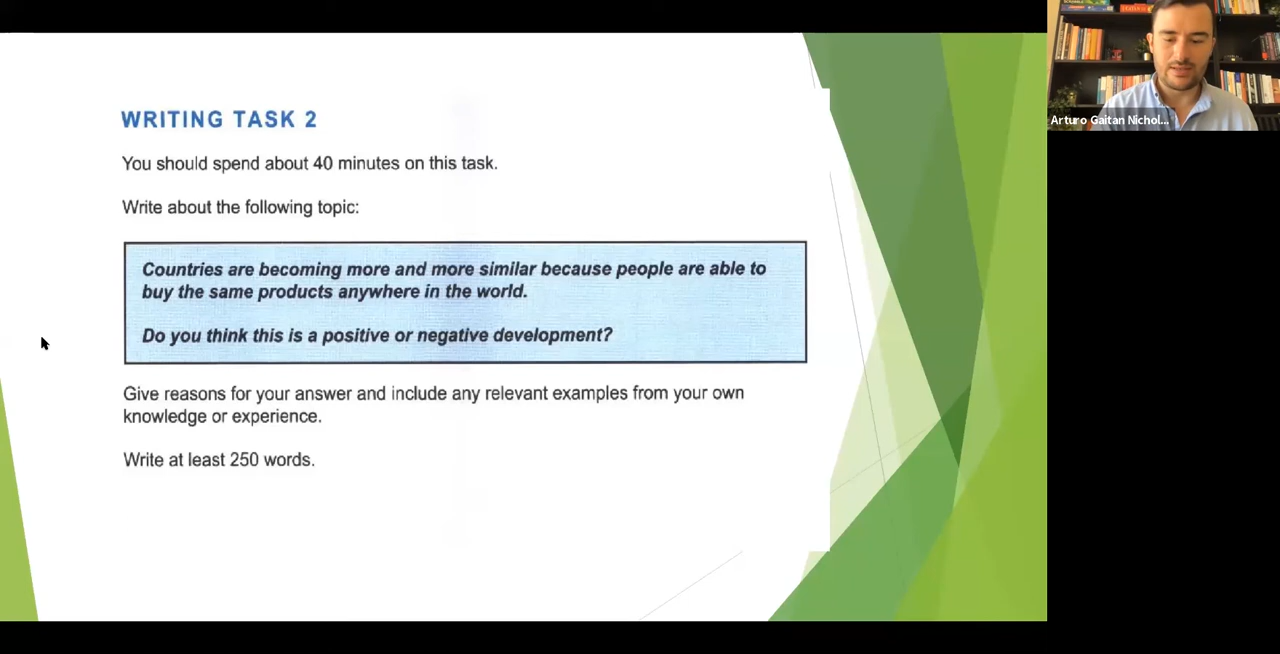 WRITING TASK 2
You should spend about 40 minutes on this task.
Write about the following topic:
Countries are becoming more and more similar because people are able to
buy the same products anywhere in the world.
Do you think this is a positive or negative development?
Give reasons for your answer and include any relevant examples from your own
knowledge or experience.
Write at least 250 words.
Arturo Gaitan Nichol...